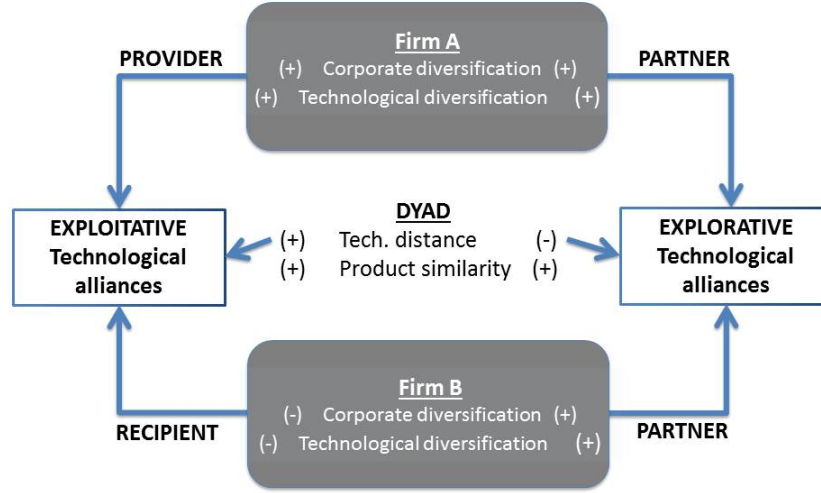 Firm A
PROVIDER
PARTNER
(+) Corporate diversification (+)
(+) Technological diversification (+)
EXPLOITATIVE
Technological
alliances
DYAD
(+) Tech. distance (-)
(+) Product similarity (+)
EXPLORATIVE
Technological
alliances
Firm B
(-) Corporate diversification (+)
(-) Technological diversification (+)
RECIPIENT
PARTNER